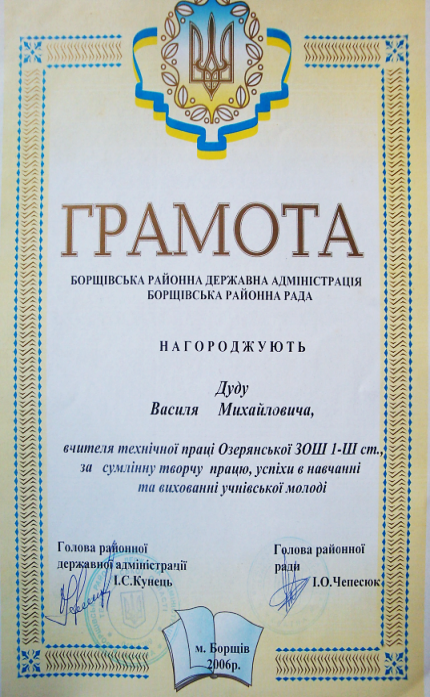 ГРАМОТА
БОРЩІВСЬКА РАЙОННА ДЕРЖАВНА АДМІНІСТРАЦІЯ
БОРЩІВСЬКА РАЙОННА РАДА
НАГОРОДЖУЮТЬ
Дуду
Василя Михайловича,
вчителя технічної праці Озерянської ЗОШ 1-Ш ст.,
за сумлінну творчу працю, успіхи в навчанні
та вихованні учнівської молоді
Голова районної
державної адміністрації
І.С.Кунець
Голова районної
ради
І.О.Чепесюк
м. Борщів
2006р.